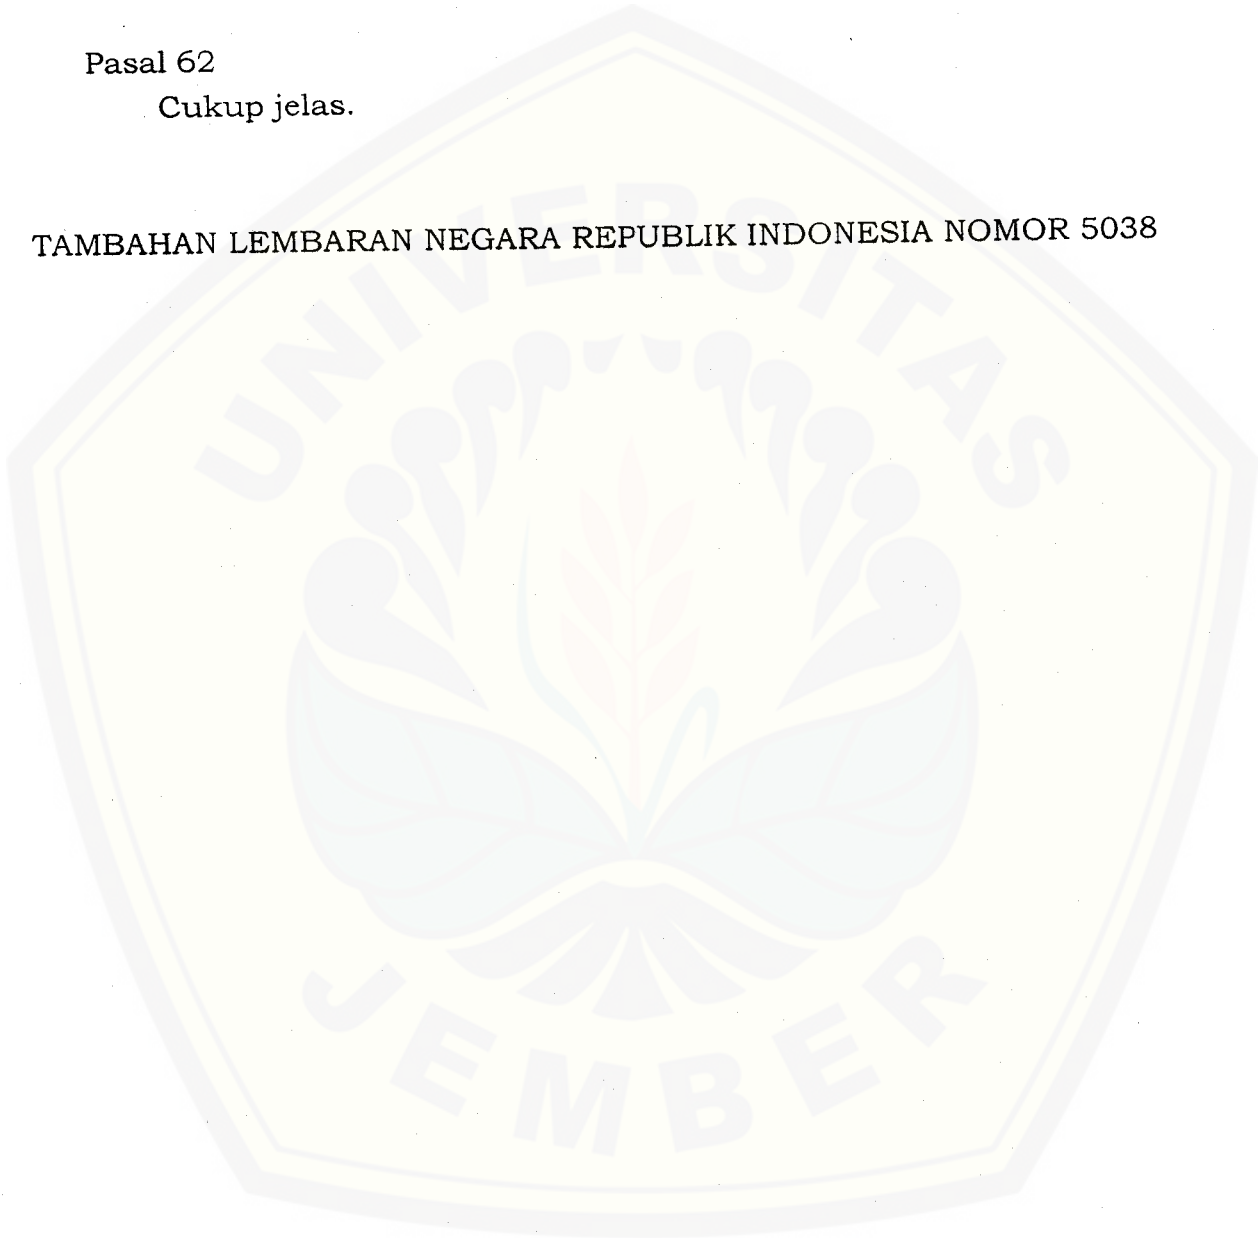 Pasal 62
Cukup jelas.
TAMBAHAN LEMBARAN NEGARA REPUBLIK INDONESIA NOMOR 5038
UNIVERSITAS
JEMBER